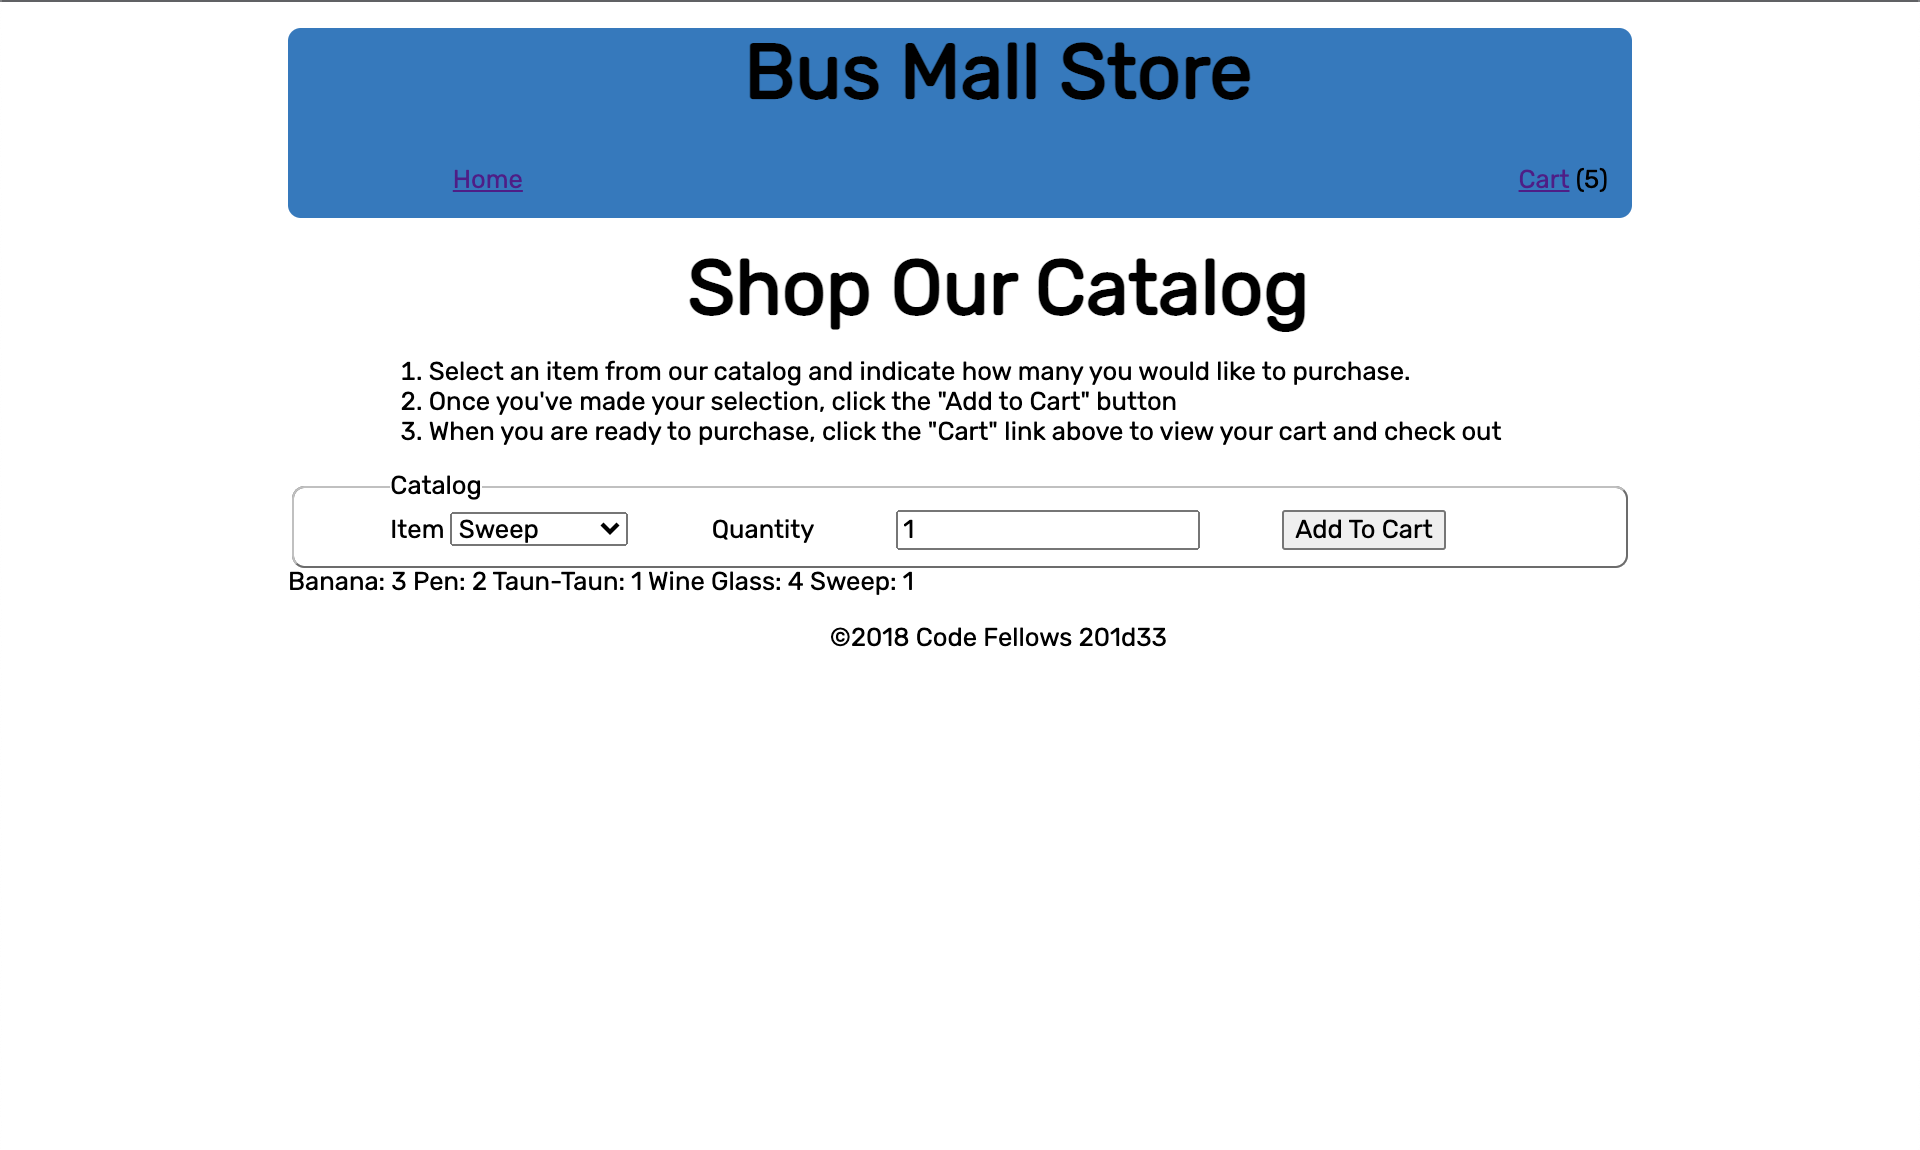 Bus Mall Store
Home Cart (5)
Shop Our Catalog
1. Select an item from our catalog and indicate how many you would like to purchase.
2. Once you've made your selection, click the "Add to Cart" button
3. When you are ready to purchase, click the "Cart" link above to view your cart and check out
Catalog
Item Sweep Quantity 1 Add To Cart
Banana: 3 Pen: 2 Taun-Taun: 1 Wine Glass: 4 Sweep: 1
©2018 Code Fellows 201d33